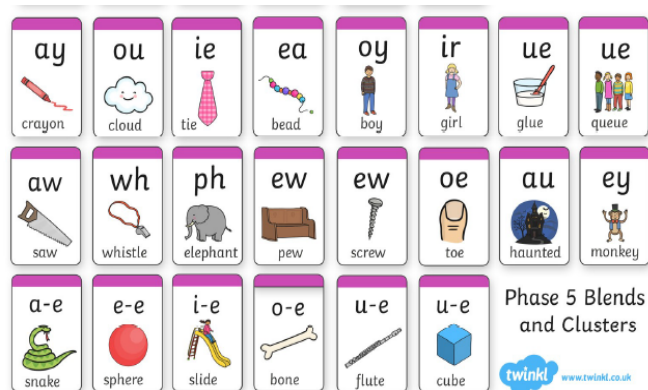 ay ou ie ea oy ir ue ue
crayon cloud tie bead boy girl glue queue
aw wh ph ew ew oe au ey
saw whistle elephant pew screw toe haunted monkey
a-e e-e i-e o-e u-e u-e
snake sphere slide bone flute cube
Phase 5 Blends
and Clusters
twinkl www.twinkl.co.uk